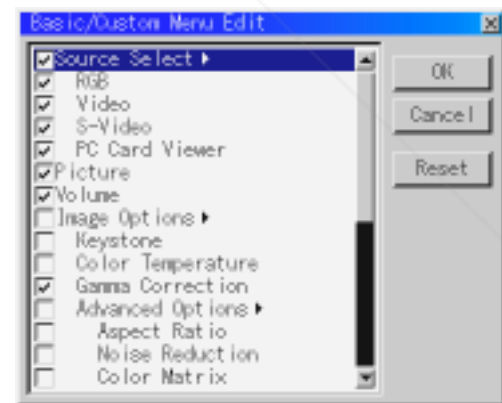 Basic/Custom Menu Edit
Source Select
RGB
Video
S-Video
PC Card Viewer
Picture
Volume
Image Options
Keystone
Color Temperature
Gamma Correction
Advanced Options
Aspect Ratio
Noise Reduction
Color Matrix
OK
Cancel
Reset